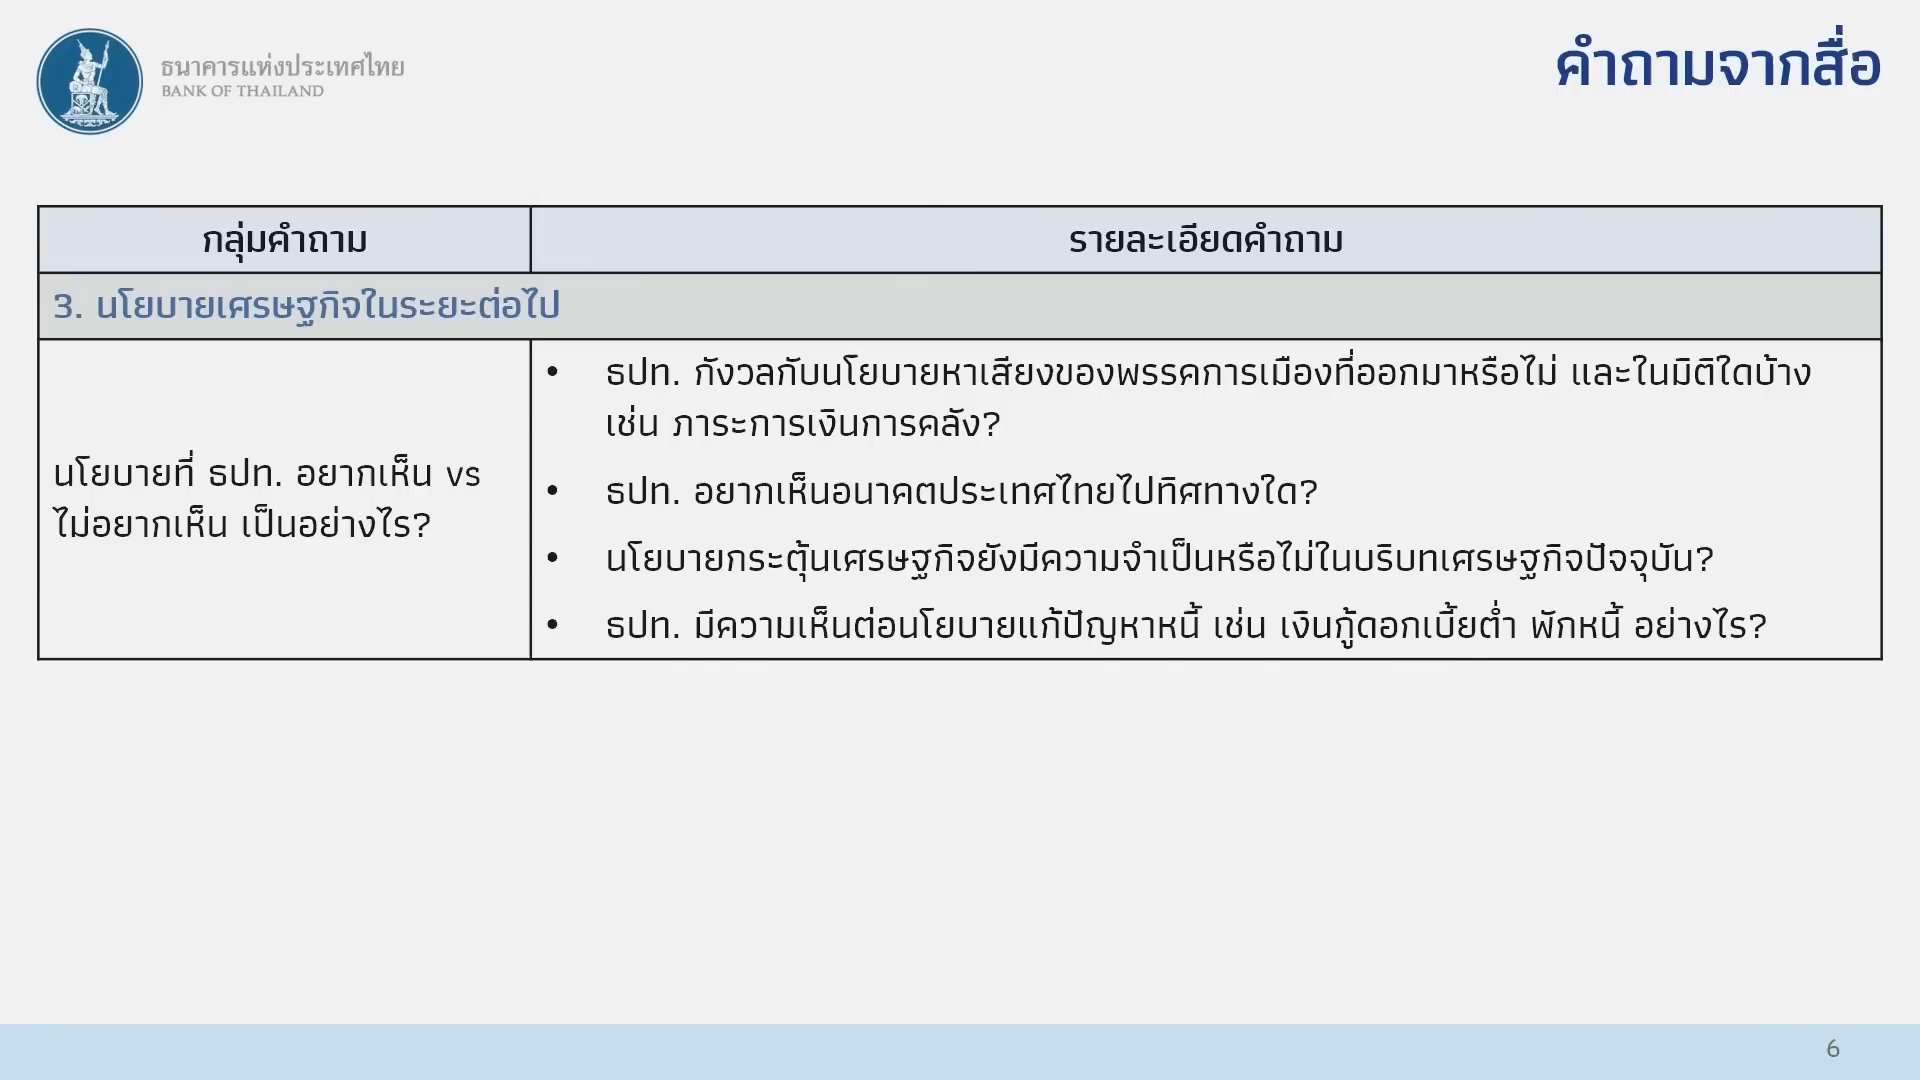 ธนาคารแห่งประเทศไทย
BANK OF THAILAND
คำถามจากสื่อ
กลุ่มคำถาม
รายละเอียดคำถาม
3. นโยบายเศรษฐกิจในระยะต่อไป
นโยบายที่ ธปท. อยากเห็น vs
ไม่อยากเห็น เป็นอย่างไร?
• ธปท. กังวลกับนโยบายหาเสียงของพรรคการเมืองที่ออกมาหรือไม่ และในมิติใดบ้าง
เช่น ภาระการเงินการคลัง?
• ธปท. อยากเห็นอนาคตประเทศไทยไปทิศทางใด?
• นโยบายกระตุ้นเศรษฐกิจยังมีความจำเป็นหรือไม่ในบริบทเศรษฐกิจปัจจุบัน?
• ธปท. มีความเห็นต่อนโยบายแก้ปัญหาหนี้ เช่น เงินกู้ดอกเบี้ยต่ำ พักหนี้ อย่างไร?
6